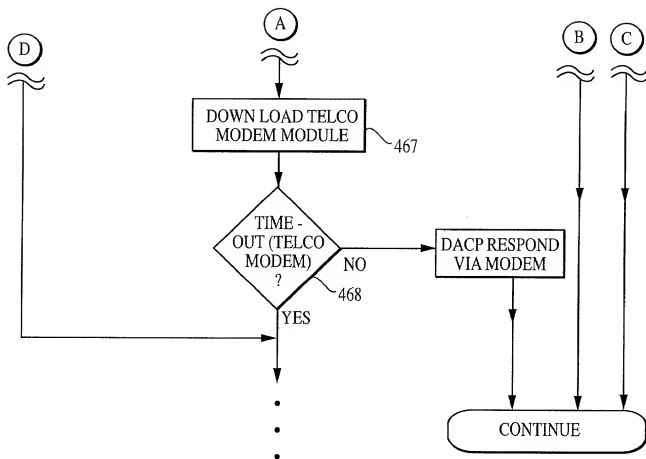 D
A
B
C
DOWN LOAD TELCO
MODEM MODULE
467
TIME -
OUT (TELCO
MODEM)
?
NO
468
YES
DACP RESPOND
VIA MODEM
CONTINUE